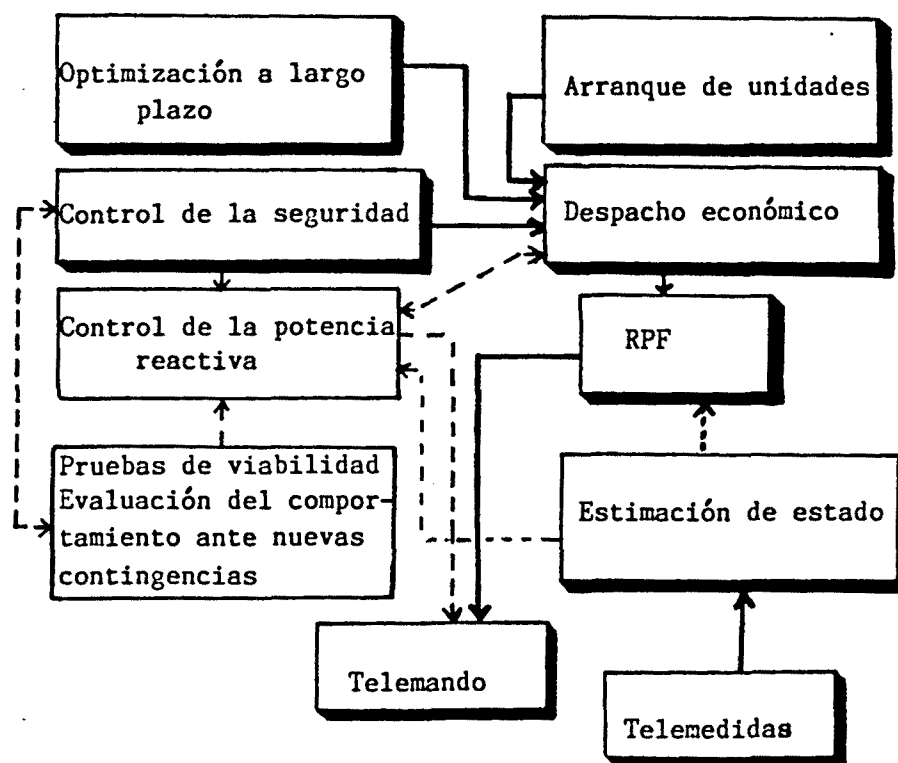 Optimización a largo
plazo
Arranque de unidades
Control de la seguridad
Despacho económico
Control de la potencia
reactiva
RPF
Pruebas de viabilidad
Evaluación del compor-
tamiento ante nuevas
contingencias
Estimación de estado
Telemando
Telemedidas